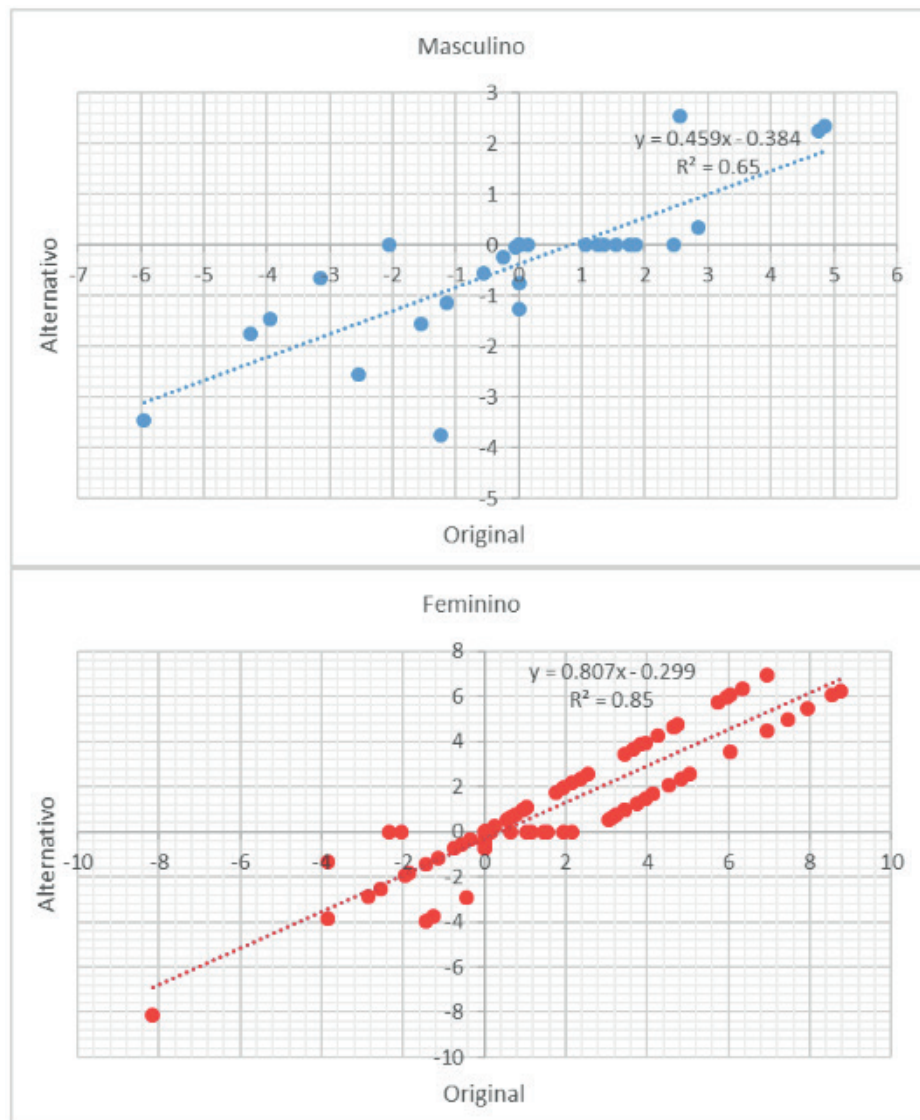 Masculino
3
y = 0.459x - 0.384
2
R² = 0.65
1
0
-7 -6 -5 -4 -3 -2 -1 0 1 2 3 4 5 6
-1
-2
-3
-4
-5
Alternativo
Original
Feminino
8
y = 0.807x - 0.299
6
R² = 0.85
4
2
0
-10 -8 -6 -4 -2 0 2 4 6 8 10
-2
-4
-6
-8
-10
Alternativo
Original